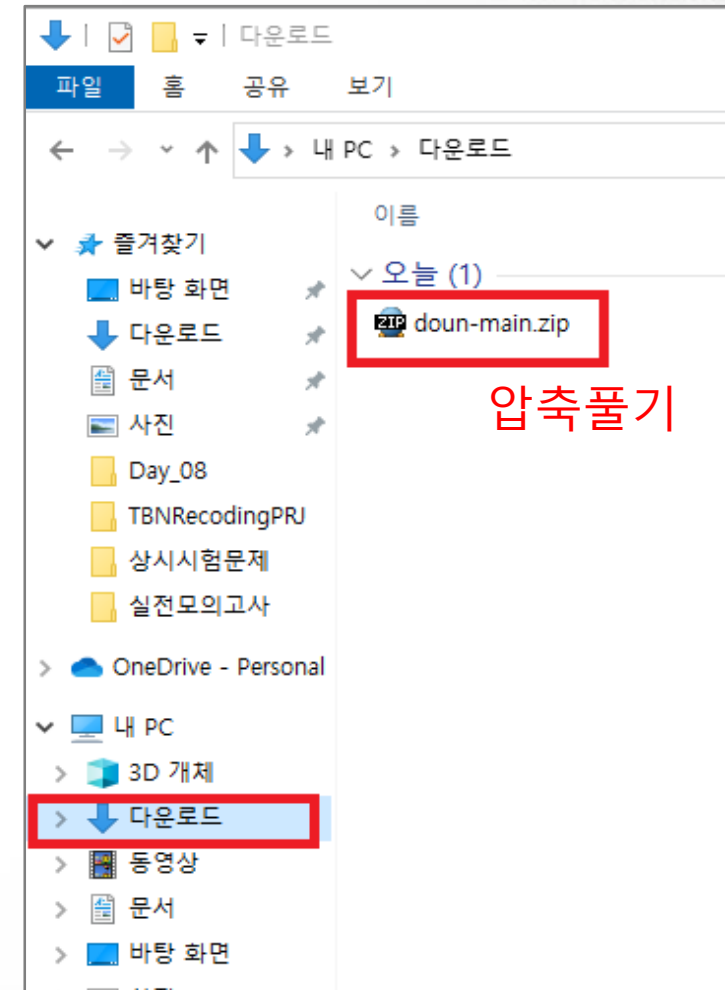 다운로드
파일 홈 공유 보기
내 PC 다운로드
이름
즐겨찾기
오늘 (1)
바탕 화면
ZIP doun-main.zip
다운로드
문서
압축풀기
사진
Day_08
TBNRecodingPRJ
상시시험문제
실전모의고사
OneDrive - Personal
내 PC
3D 개체
다운로드
동영상
문서
바탕 화면